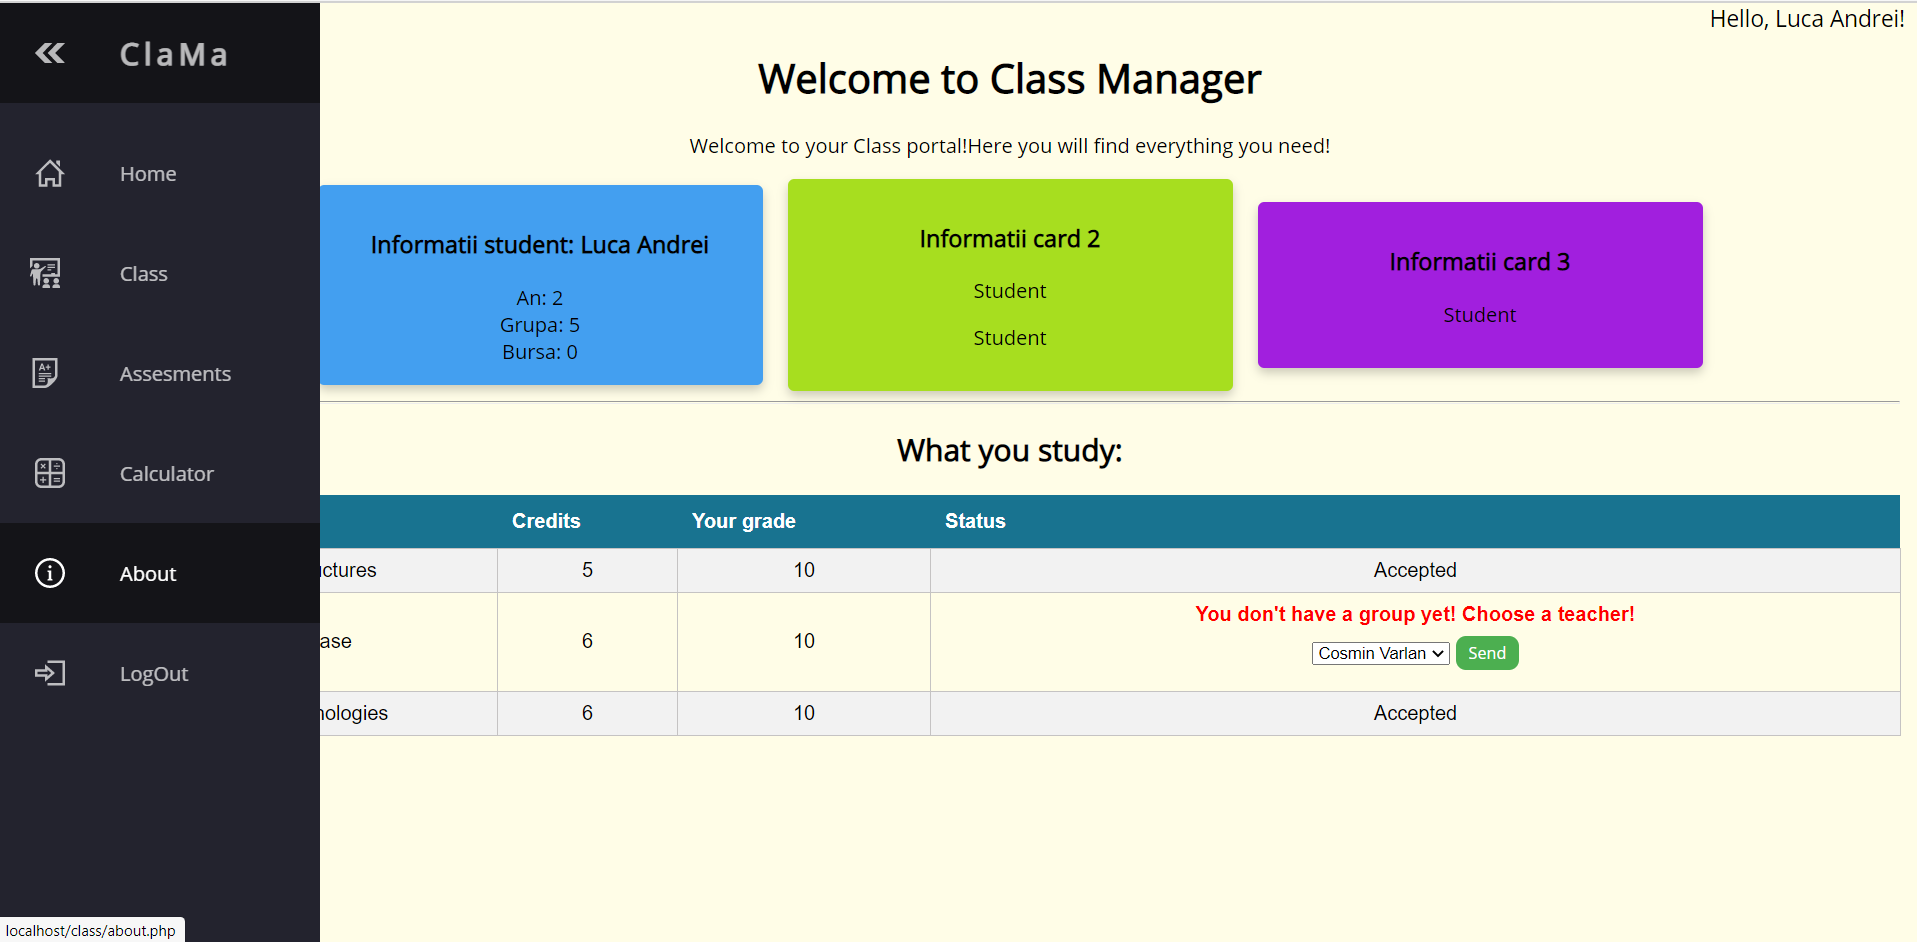 Hello, Luca Andrei!
ClaMa
Home
Class
Assesments
Calculator
About
LogOut
Welcome to Class Manager
Welcome to your Class portal!Here you will find everything you need!
Informatii student: Luca Andrei
An: 2
Grupa: 5
Bursa: 0
Informatii card 2
Student
Student
Informatii card 3
Student
What you study:
Credits Your grade Status
ctures 5 10 Accepted
ase 6 10 You don't have a group yet! Choose a teacher!
Cosmin Varlan Send
nologies 6 10 Accepted
localhost/class/about.php